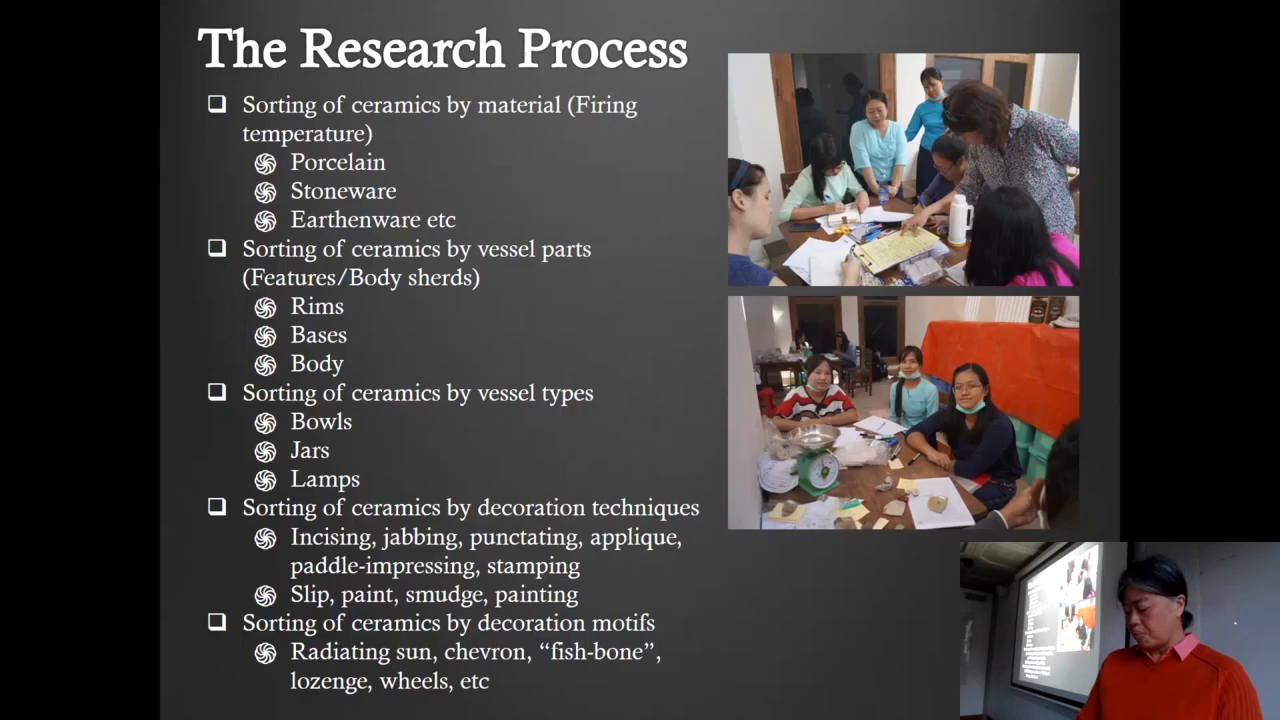 The Research Process
Sorting of ceramics by material (Firing
temperature)
Porcelain
Stoneware
Earthenware etc
Sorting of ceramics by vessel parts
(Features/Body sherds)
Rims
Bases
Body
Sorting of ceramics by vessel types
Bowls
Jars
Lamps
Sorting of ceramics by decoration techniques
Incising, jabbing, punctating, applique,
paddle-impressing, stamping
Slip, paint, smudge, painting
Sorting of ceramics by decoration motifs
Radiating sun, chevron, “fish-bone”,
lozenge, wheels, etc